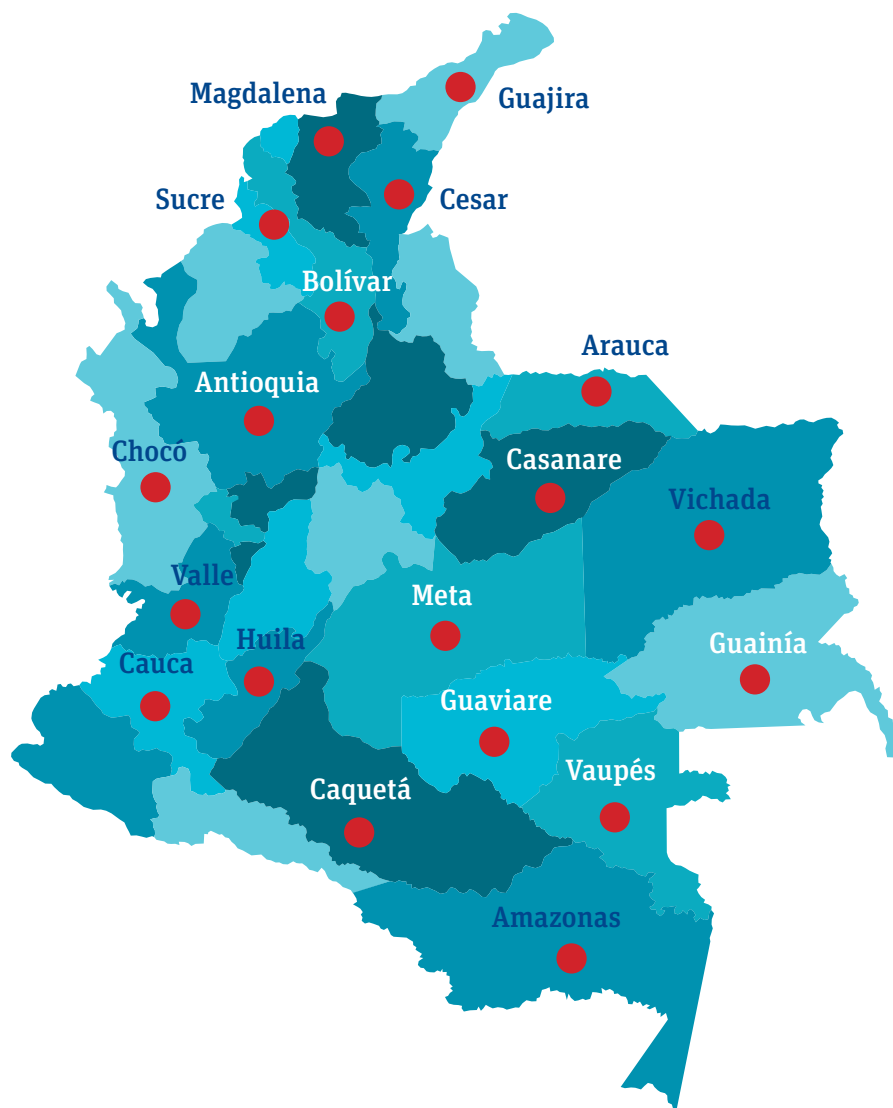 Magdalena
Guajira
Sucre
Cesar
Bolívar
Arauca
Antioquia
Chocó
Casanare
Vichada
Valle
Meta
Huila
Guainía
Cauca
Guaviare
Vaupés
Caquetá
Amazonas